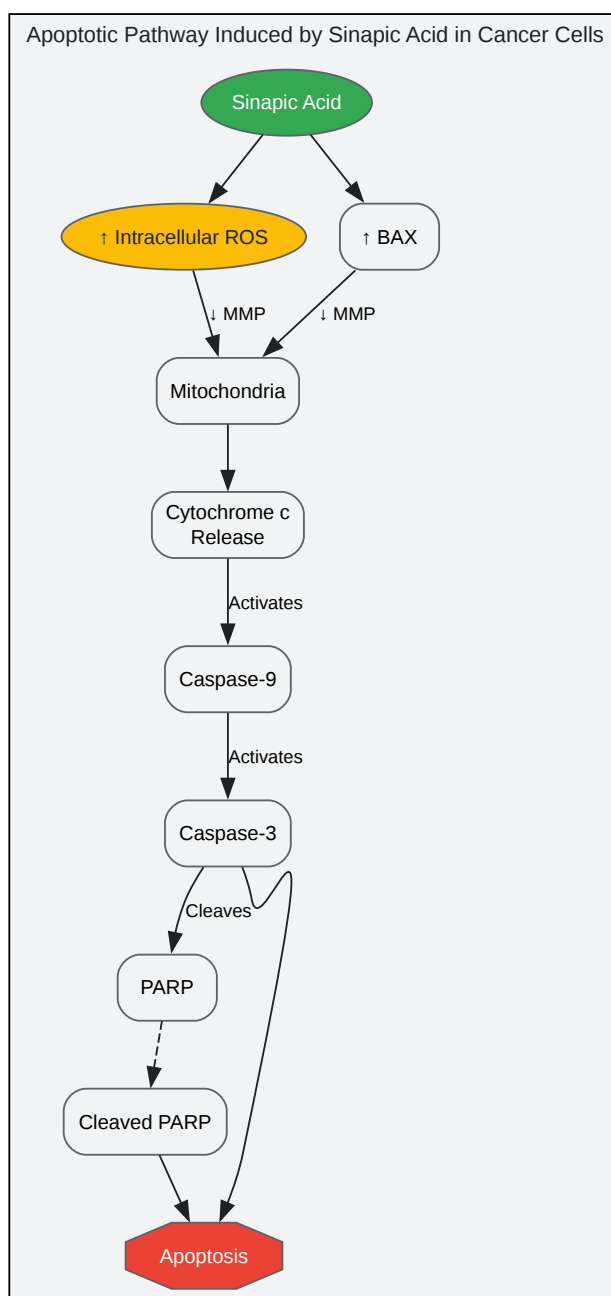 Apoptotic Pathway Induced by Sinapic Acid in Cancer Cells
Sinapic Acid
↑ Intracellular ROS
↑ BAX
↓ MMP
↓ MMP
Mitochondria
Cytochrome c
Release
Activates
Caspase-9
Activates
Caspase-3
Cleaves
PARP
Cleaved PARP
Apoptosis